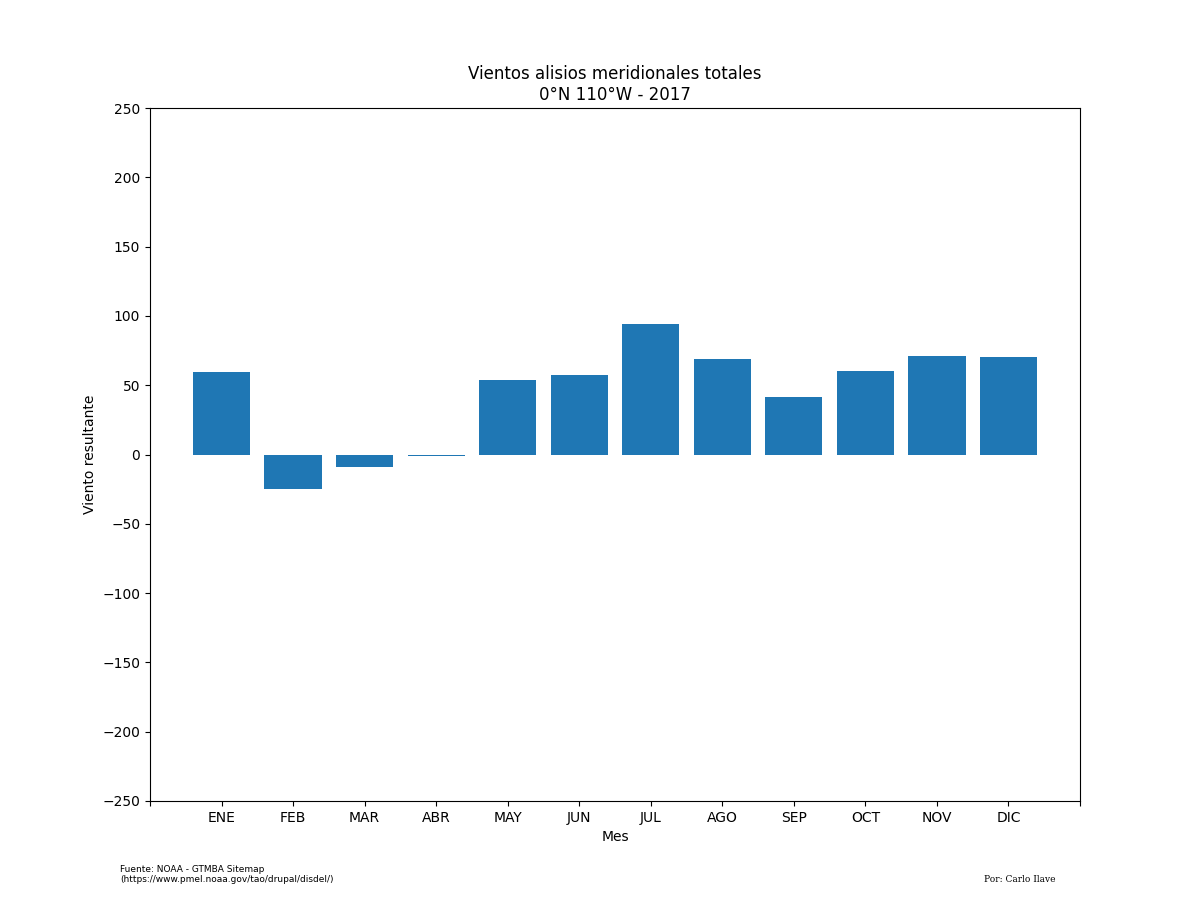 Vientos alisios meridionales totales
0°N 110°W - 2017
250
200
150
100
50
0
−50
−100
−150
−200
−250
Viento resultante
ENE FEB MAR ABR MAY JUN JUL AGO SEP OCT NOV DIC
Mes
Fuente: NOAA - GTMBA Sitemap
(https://www.pmel.noaa.gov/tao/drupal/disdel/)
Por: Carlo Ilave